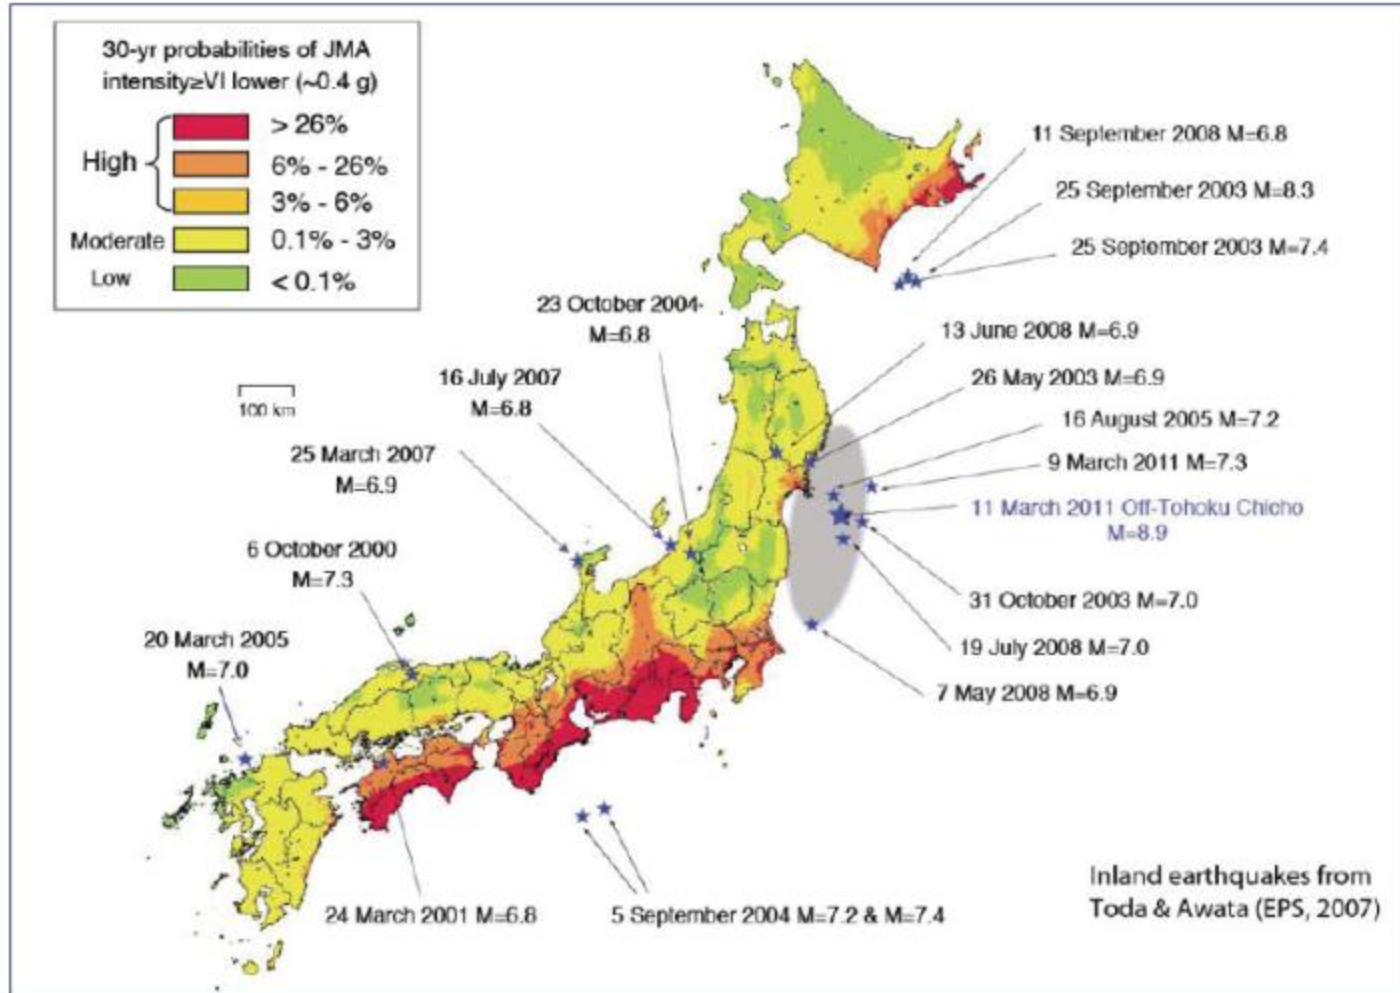 30-yr probabilities of JMA
intensity≥VI lower (~0.4 g)
High
> 26%
6% - 26%
3% - 6%
Moderate
0.1% - 3%
Low
< 0.1%
100 km
11 September 2008 M=6.8
25 September 2003 M=8.3
25 September 2003 M=7.4
23 October 2004-
M=6.8
13 June 2008 M=6.9
16 July 2007
M=6.8
26 May 2003 M=6.9
16 August 2005 M=7.2
25 March 2007
M=6.9
9 March 2011 M=7.3
11 March 2011 Off-Tohoku Chicho
M=8.9
6 October 2000
M=7.3
31 October 2003 M=7.0
20 March 2005
M=7.0
19 July 2008 M=7.0
7 May 2008 M=6.9
24 March 2001 M=6.8
5 September 2004 M=7.2 & M=7.4
Inland earthquakes from
Toda & Awata (EPS, 2007)